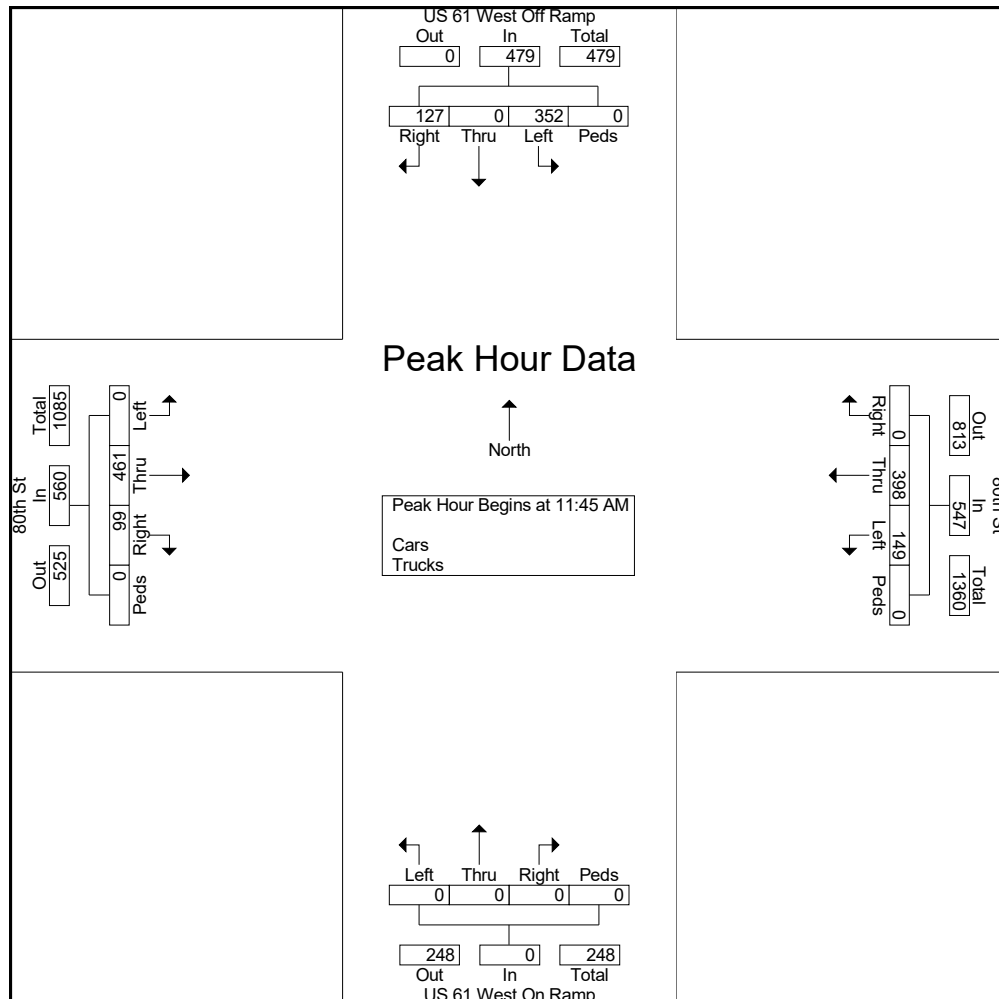 US 61 West Off Ramp
Out In Total
0 479 479
127 0 352 0
Right Thru Left Peds
Peak Hour Data
North
Peak Hour Begins at 11:45 AM
Cars
Trucks
80th St
Total In Out
1085 560 525
0 461 99 0
Left Thru Right Peds
Right Thru Left Peds
0 398 149 0
Out In Total
813 547 1360
80th St
Left Thru Right Peds
0 0 0 0
248 0 248
Out In Total
US 61 West On Ramp